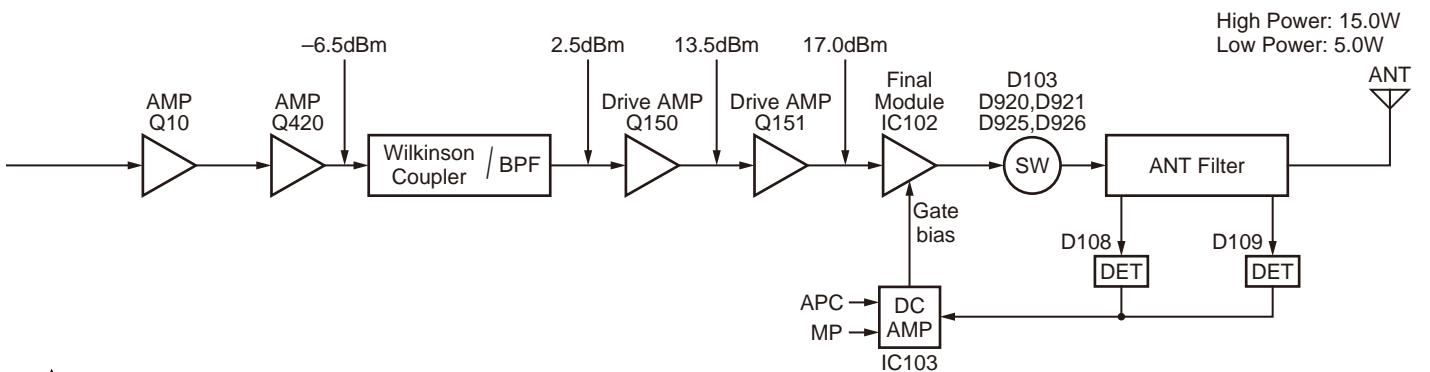 High Power: 15.0W
Low Power: 5.0W
–6.5dBm
2.5dBm
13.5dBm
17.0dBm
ANT
AMP
Q10
AMP
Q420
Wilkinson
Coupler
/ BPF
Drive AMP
Q150
Drive AMP
Q151
Final
Module
IC102
D103
D920,D921
D925,D926
SW
ANT Filter
Gate
bias
D108
DET
D109
DET
APC
MP
DC
AMP
IC103